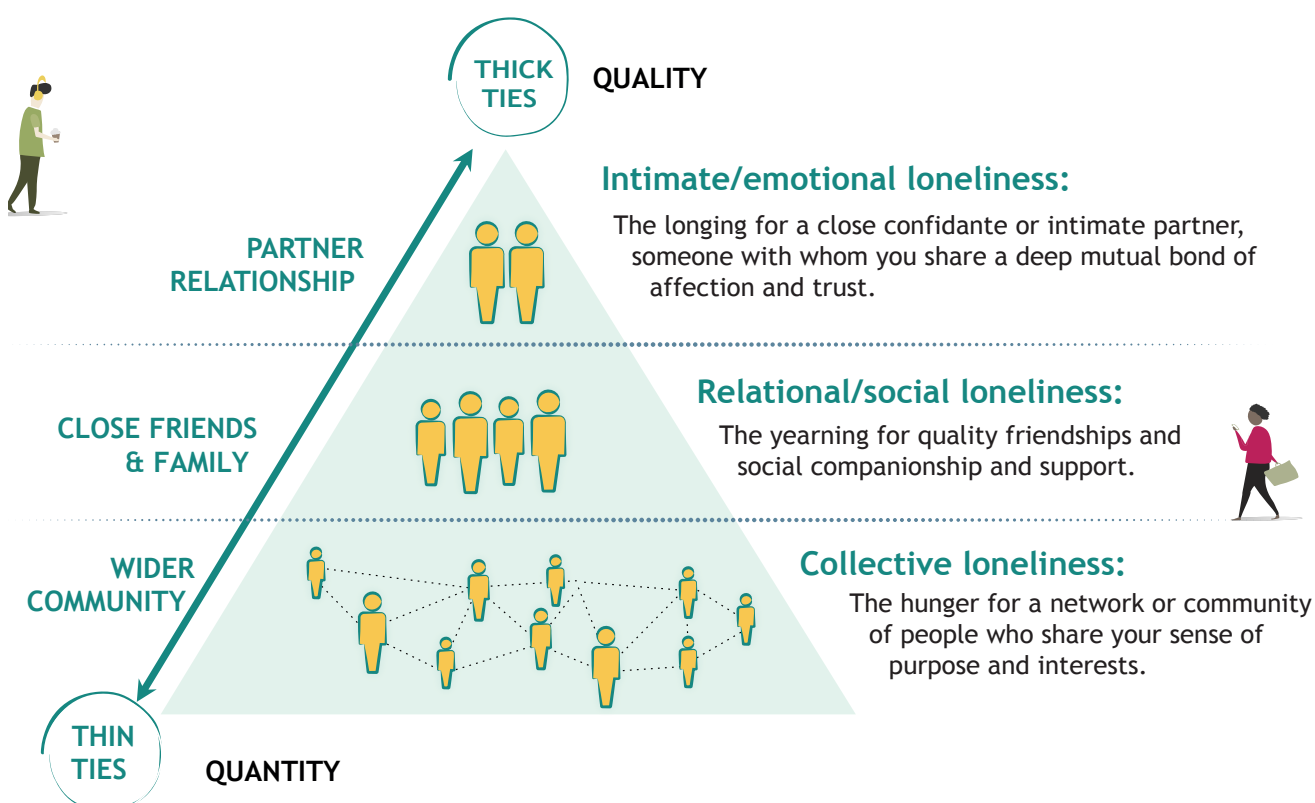 THICK
TIES
QUALITY
Intimate/emotional loneliness:
The longing for a close confidante or intimate partner,
someone with whom you share a deep mutual bond of
affection and trust.
PARTNER
RELATIONSHIP
Relational/social loneliness:
The yearning for quality friendships and
social companionship and support.
CLOSE FRIENDS
& FAMILY
Collective loneliness:
The hunger for a network or community
of people who share your sense of
purpose and interests.
WIDER
COMMUNITY
THIN
TIES
QUANTITY